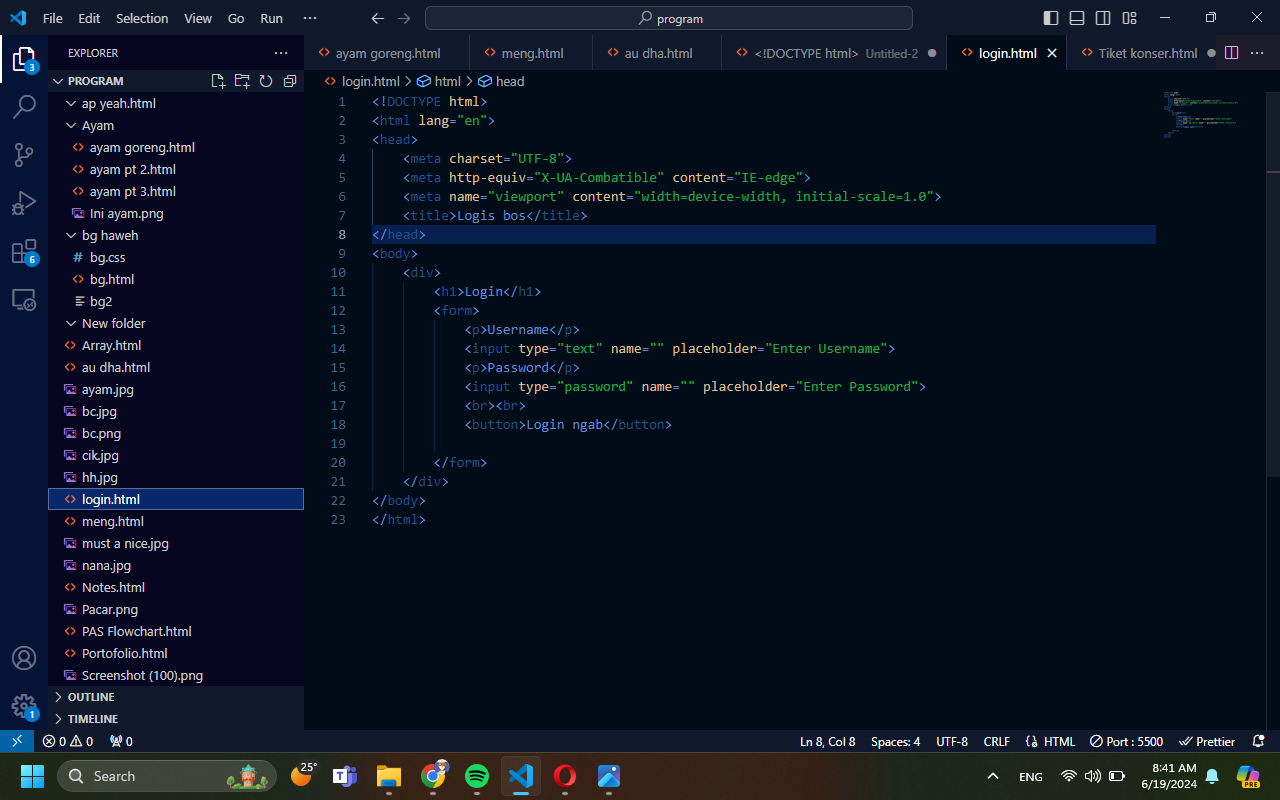 File Edit Selection View Go Run ···
program
EXPLORER
PROGRAM
ap yeah.html
Ayam
ayam goreng.html
ayam pt 2.html
ayam pt 3.html
Ini ayam.png
bg haweh
# bg.css
bg.html
bg2
New folder
Array.html
au dha.html
ayam.jpg
bc.jpg
bc.png
cik.jpg
hh.jpg
login.html
meng.html
must a nice.jpg
nana.jpg
Notes.html
Pacar.png
PAS Flowchart.html
Portofolio.html
Screenshot (100).png
OUTLINE
TIMELINE
3
6
1
ayam goreng.html meng.html au dha.html <!DOCTYPE html> Untitled-2 login.html Tiket konser.html
login.html > html > head
1 <!DOCTYPE html>
2 <html lang="en">
3 <head>
4 <meta charset="UTF-8">
5 <meta http-equiv="X-UA-Combatible" content="IE-edge">
6 <meta name="viewport" content="width=device-width, initial-scale=1.0">
7 <title>Logis bos</title>
8 </head>
9 <body>
10 <div>
11 <h1>Login</h1>
12 <form>
13 <p>Username</p>
14 <input type="text" name="" placeholder="Enter Username">
15 <p>Password</p>
16 <input type="password" name="" placeholder="Enter Password">
17 <br><br>
18 <button>Login ngab</button>
19
20 </form>
21 </div>
22 </body>
23 </html>
0 0 0 Ln 8, Col 8 Spaces: 4 UTF-8 CRLF HTML Port : 5500 Prettier
Search 25° ENG 8:41 AM
6/19/2024 PRE